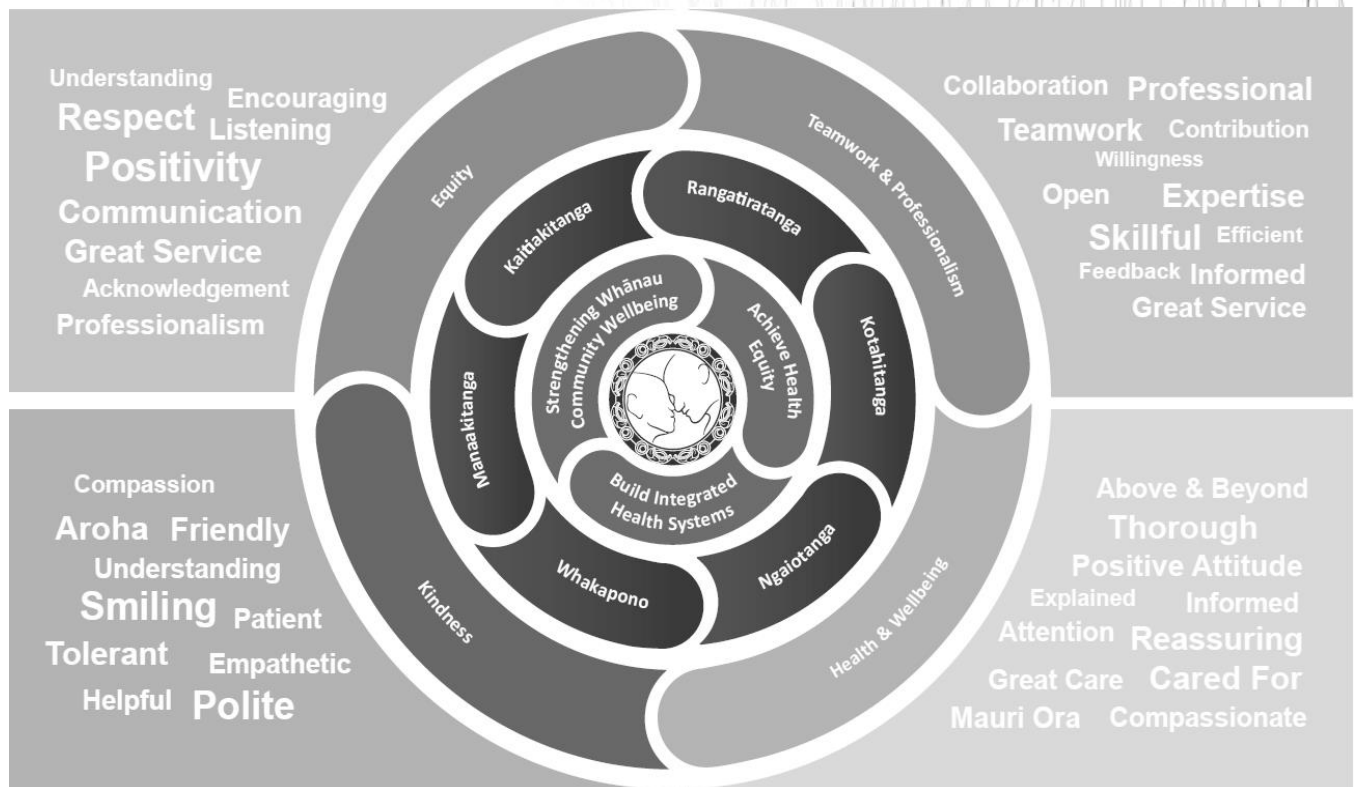 Understanding
Encouraging
Respect
Listening
Positivity
Communication
Great Service
Acknowledgement
Professionalism
Collaboration
Professional
Teamwork
Contribution
Willingness
Open
Expertise
Skillful
Efficient
Feedback
Informed
Great Service
Equity
Teamwork & Professionalism
Kaitiakitanga
Rangatiratanga
Manaakitanga
Kotahitanga
Whakapono
Ngaiotanga
Strengthening Whānau
Community Wellbeing
Achieve Health
Equity
Build Integrated
Health Systems
Kindness
Health & Wellbeing
Compassion
Aroha
Friendly
Understanding
Smiling
Patient
Tolerant
Empathetic
Helpful
Polite
Above & Beyond
Thorough
Positive Attitude
Explained
Informed
Attention
Reassuring
Great Care
Cared For
Mauri Ora
Compassionate